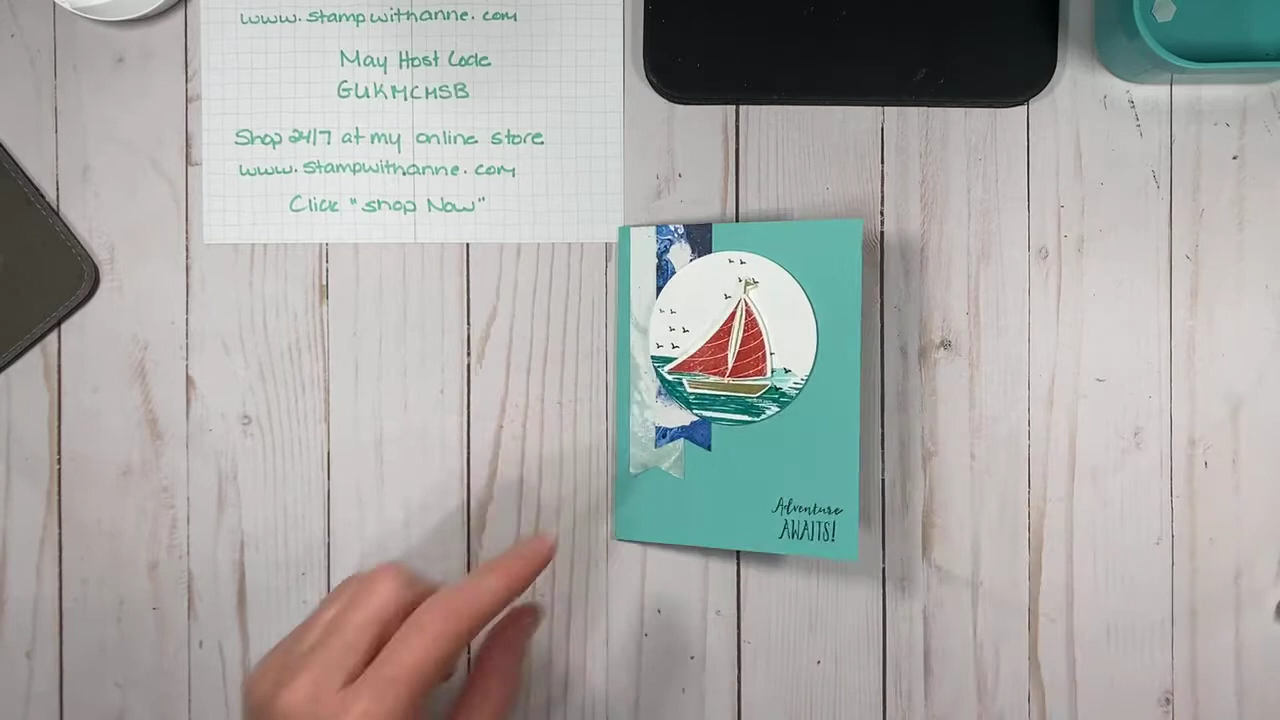 www.stampwithanne.com
May Host Code
GUKMCMSB
Shop 24/7 at my online store
www.stampwithanne.com
Click "Shop Now"
Adventure
AWAITS!